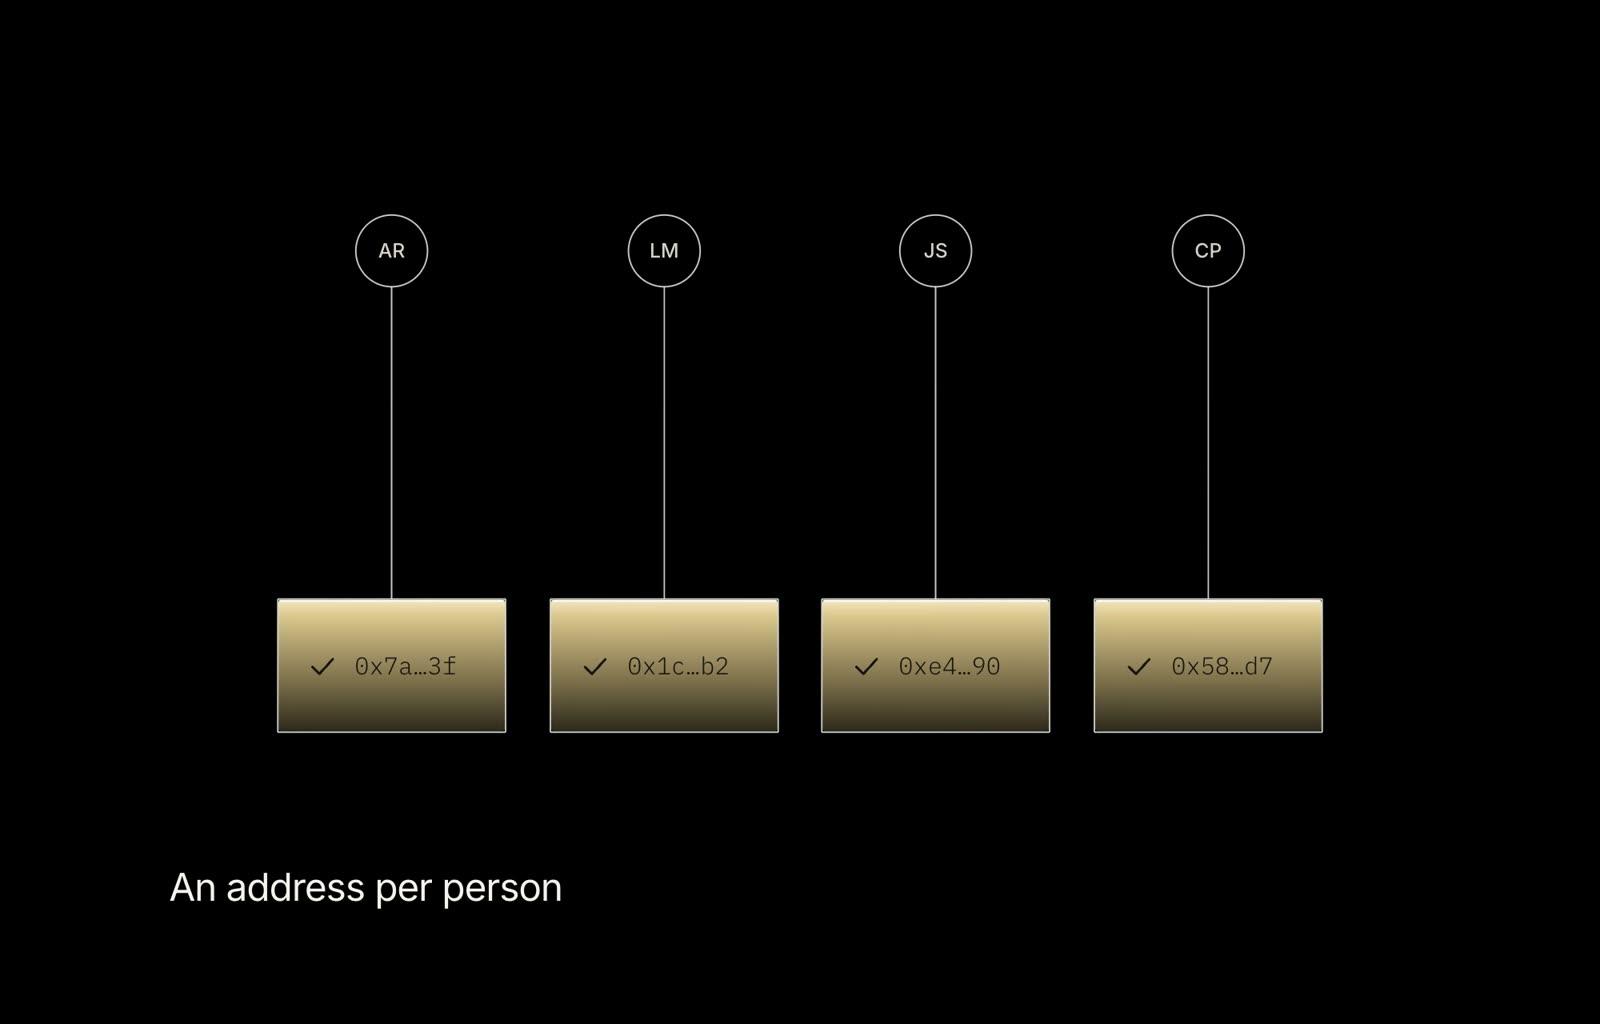 AR
LM
JS
CP
✓ 0x7a…3f
✓ 0x1c…b2
✓ 0xe4…90
✓ 0x58…d7
An address per person